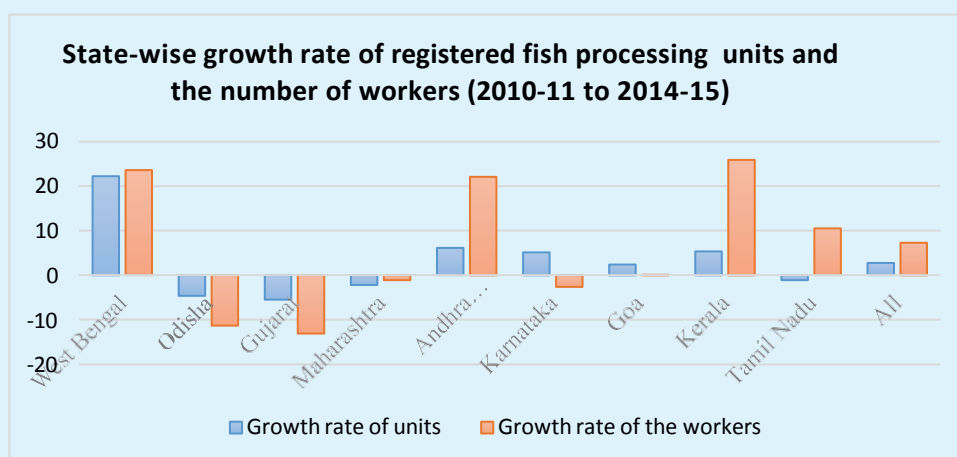 State-wise growth rate of registered fish processing units and
the number of workers (2010-11 to 2014-15)
30
20
10
0
-10
-20
West Bengal
Odisha
Gujarat
Maharashtra
Andhra...
Karnataka
Goa
Kerala
Tamil Nadu
All
Growth rate of units
Growth rate of the workers